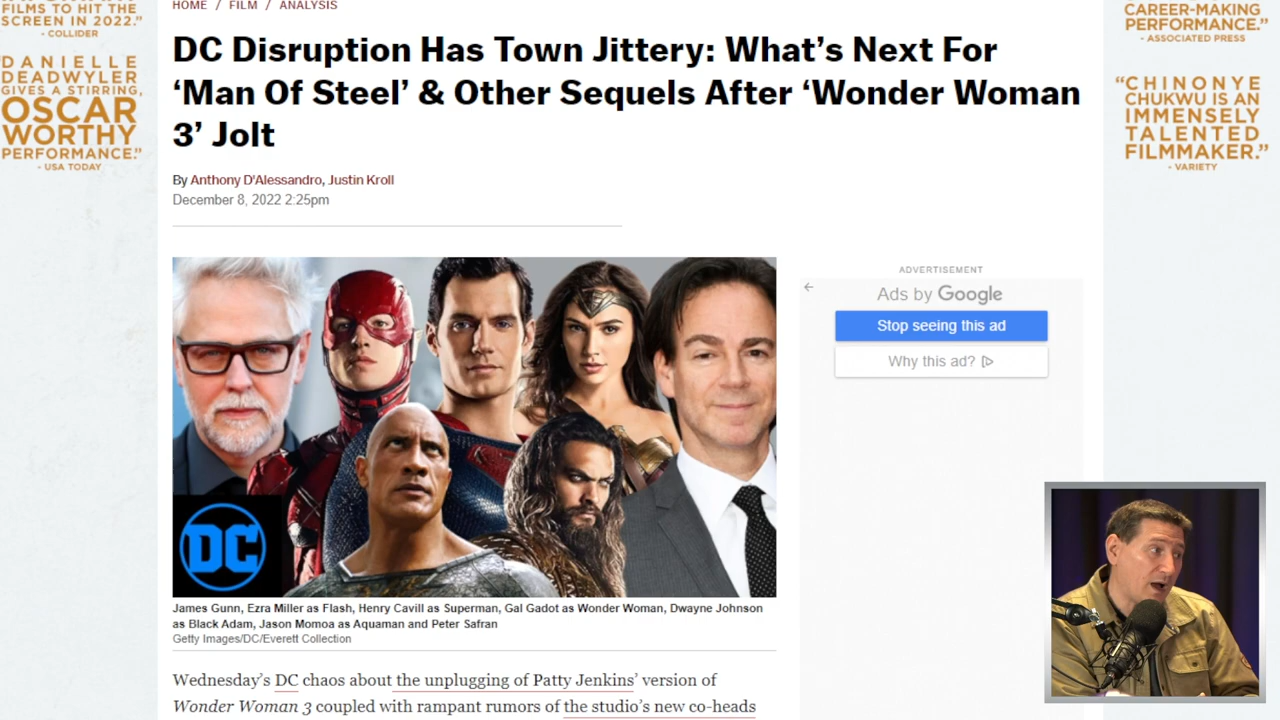 HOME / FILM / ANALYSIS
FILMS TO HIT THE
SCREEN IN 2022.”
- COLLIDER
DANIELLE
DEADWYLER
GIVES A STIRRING,
OSCAR
WORTHY
PERFORMANCE.”
- USA TODAY
DC Disruption Has Town Jittery: What’s Next For
‘Man Of Steel’ & Other Sequels After ‘Wonder Woman
3’ Jolt
By Anthony D'Alessandro, Justin Kroll
December 8, 2022 2:25pm
CAREER-MAKING
PERFORMANCE.”
- ASSOCIATED PRESS
“CHINONYE
CHUKWU IS AN
IMMENSELY
TALENTED
FILMMAKER.”
- VARIETY
ADVERTISEMENT
Ads by Google
Stop seeing this ad
Why this ad?
DC
James Gunn, Ezra Miller as Flash, Henry Cavill as Superman, Gal Gadot as Wonder Woman, Dwayne Johnson
as Black Adam, Jason Momoa as Aquaman and Peter Safran
Getty Images/DC/Everett Collection
Wednesday’s DC chaos about the unplugging of Patty Jenkins’ version of
Wonder Woman 3 coupled with rampant rumors of the studio’s new co-heads